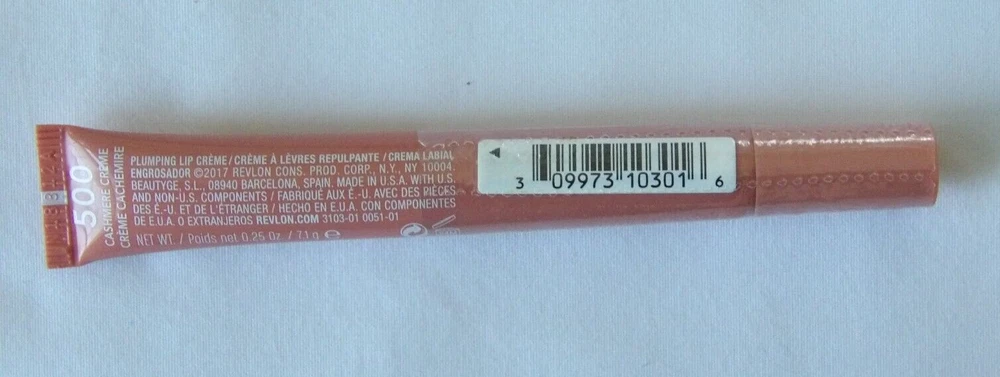 500
CASHMERE CRÈME
CRÈME CACHEMIRE
PLUMPING LIP CRÈME / CRÈME À LÈVRES REPULPANTE / CREMA LABIAL
ENGROSADOR ©2017 REVLON CONS. PROD. CORP., N.Y., NY 10004.
BEAUTYGE, S.L., 08940 BARCELONA, SPAIN. MADE IN U.S.A. WITH U.S.
AND NON-U.S. COMPONENTS / FABRIQUÉ AUX É.-U. AVEC DES PIÈCES
DES É.-U. ET DE L'ÉTRANGER / HECHO EN E.U.A. CON COMPONENTES
DE E.U.A. O EXTRANJEROS REVLON.COM 3103-01 0051-01
NET WT. / Poids net 0.25 Oz / 7.1 g ℮
3 09973 10301 6